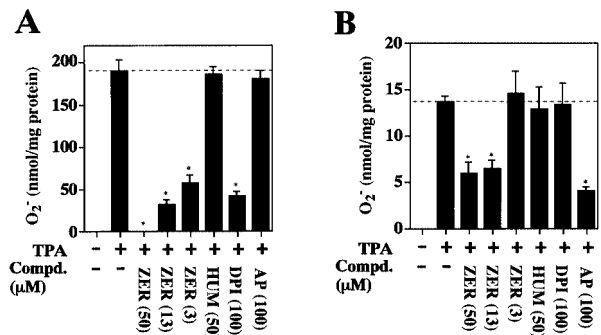 A
O2- (nmol/mg protein)
200
150
100
50
0
*
*
*
*
TPA - + + + + + + +
Compd. - -
(μM)
ZER (50)
ZER (13)
ZER (3)
HUM (50
DPI (100)
AP (100)
B
O2- (nmol/mg protein)
20
15
10
5
0
*
*
*
TPA - + + + + + + +
Compd. - -
(μM)
ZER (50)
ZER (13)
ZER (3)
HUM (50)
DPI (100)
AP (100)